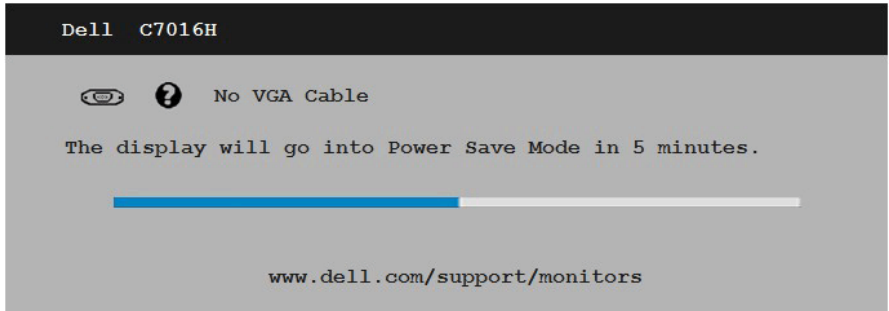 Dell C7016H
No VGA Cable
The display will go into Power Save Mode in 5 minutes.
www.dell.com/support/monitors